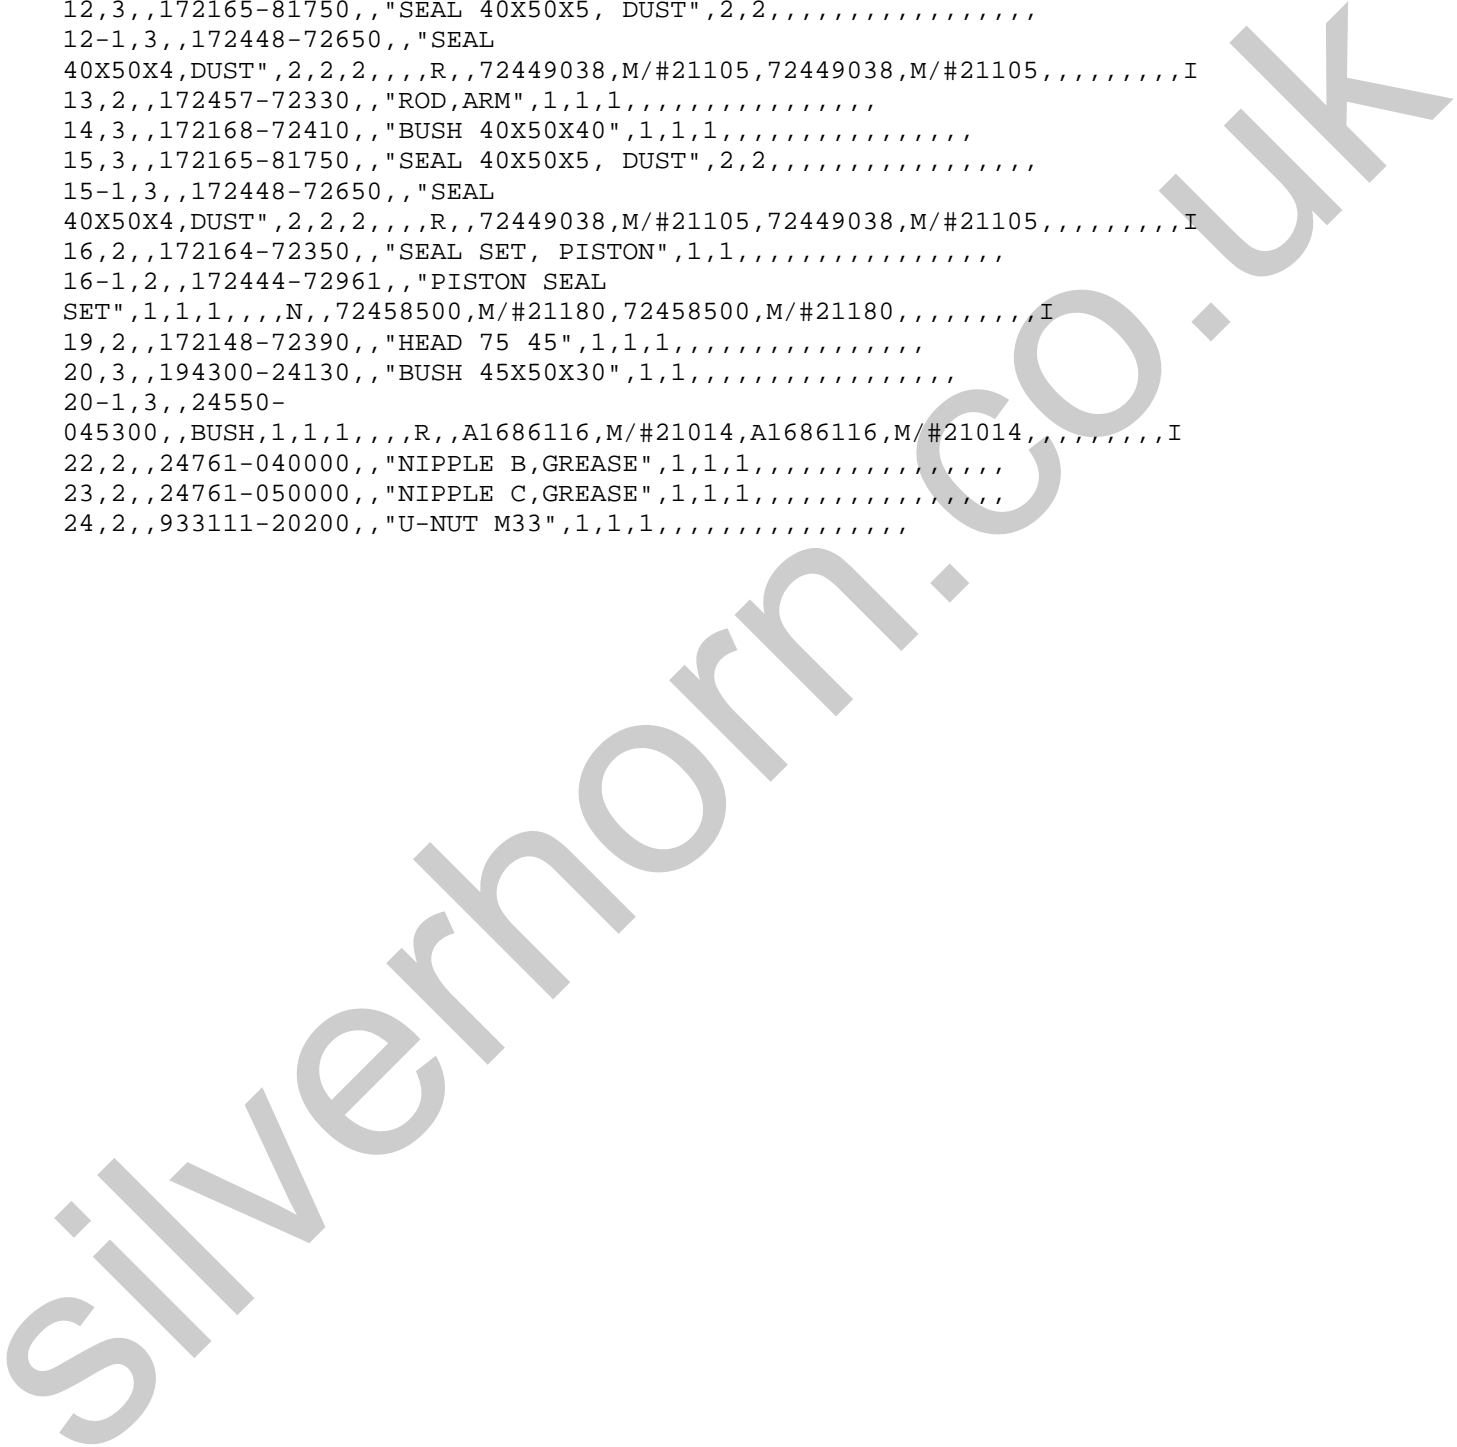 12,3,,172165-81750,,"SEAL 40X50X5, DUST",2,2,,,,,,,,,,,,,,,,,
12-1,3,,172448-72650,,"SEAL
40X50X4,DUST",2,2,2,,,,R,,72449038,M/#21105,72449038,M/#21105,,,,,,,,,I
13,2,,172457-72330,,"ROD,ARM",1,1,1,,,,,,,,,,,,,,,,
14,3,,172168-72410,,"BUSH 40X50X40",1,1,1,,,,,,,,,,,,,,,,
15,3,,172165-81750,,"SEAL 40X50X5, DUST",2,2,,,,,,,,,,,,,,,,,
15-1,3,,172448-72650,,"SEAL
40X50X4,DUST",2,2,2,,,,R,,72449038,M/#21105,72449038,M/#21105,,,,,,,,,I
16,2,,172164-72350,,"SEAL SET, PISTON",1,1,,,,,,,,,,,,,,,,,
16-1,2,,172444-72961,,"PISTON SEAL
SET",1,1,1,,,,N,,72458500,M/#21180,72458500,M/#21180,,,,,,,,,I
19,2,,172148-72390,,"HEAD 75 45",1,1,1,,,,,,,,,,,,,,,,
20,3,,194300-24130,,"BUSH 45X50X30",1,1,,,,,,,,,,,,,,,,,
20-1,3,,24550-
045300,,BUSH,1,1,1,,,,R,,A1686116,M/#21014,A1686116,M/#21014,,,,,,,,,I
22,2,,24761-040000,,"NIPPLE B,GREASE",1,1,1,,,,,,,,,,,,,,,,
23,2,,24761-050000,,"NIPPLE C,GREASE",1,1,1,,,,,,,,,,,,,,,,
24,2,,933111-20200,,"U-NUT M33",1,1,1,,,,,,,,,,,,,,,,
silverhorn.co.uk